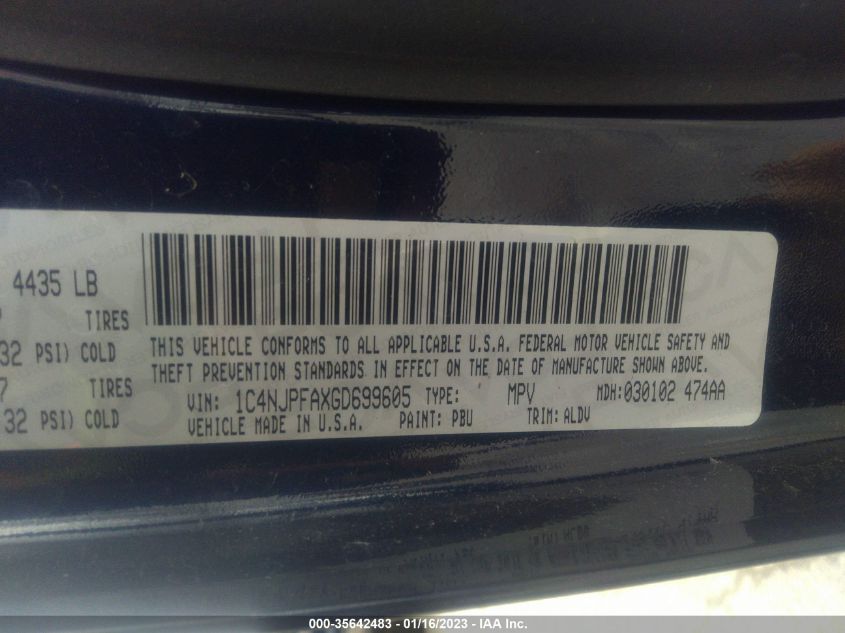 4435 LB
TIRES
32 PSI) COLD
7
TIRES
32 PSI) COLD
THIS VEHICLE CONFORMS TO ALL APPLICABLE U.S.A. FEDERAL MOTOR VEHICLE SAFETY AND
THEFT PREVENTION STANDARDS IN EFFECT ON THE DATE OF MANUFACTURE SHOWN ABOVE.
VIN: 1C4NJPFAXGD699605 TYPE: MPV MDH:030102 474AA
VEHICLE MADE IN U.S.A. PAINT: PBU TRIM: ALDV
000-35642483 - 01/16/2023 - IAA Inc.